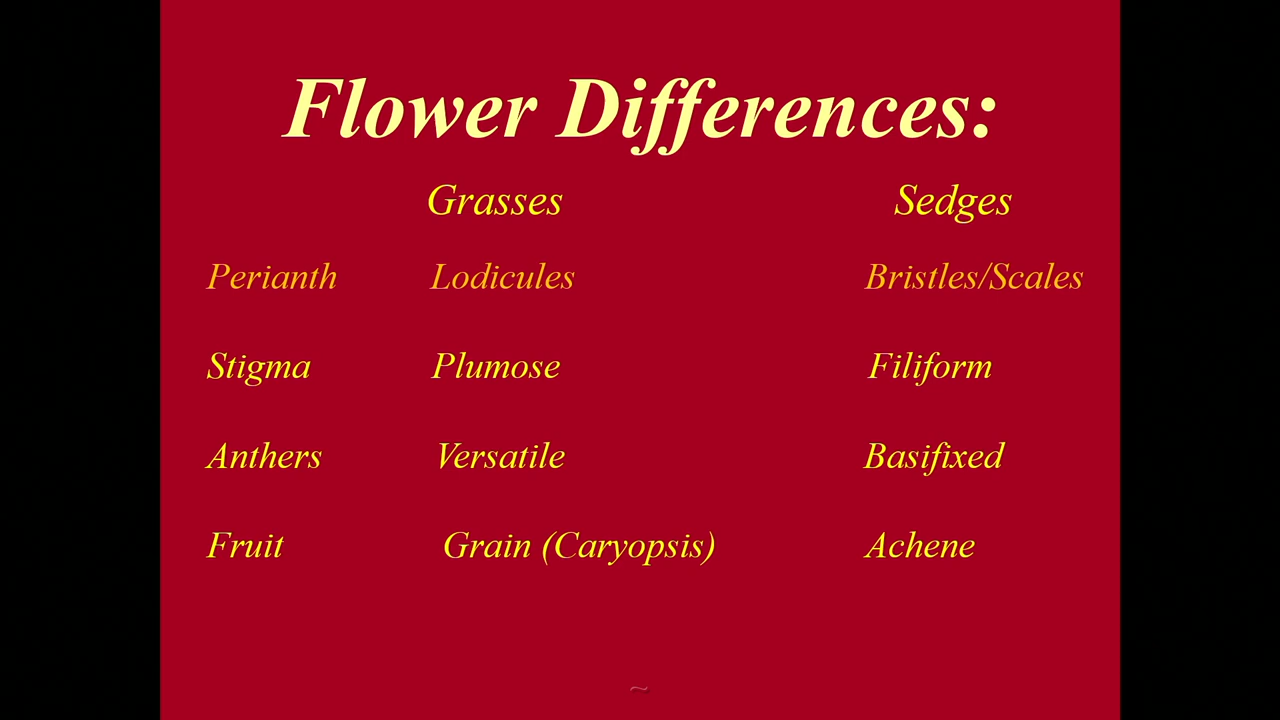 Flower Differences:
Grasses Sedges
Perianth Lodicules Bristles/Scales
Stigma Plumose Filiform
Anthers Versatile Basifixed
Fruit Grain (Caryopsis) Achene
~